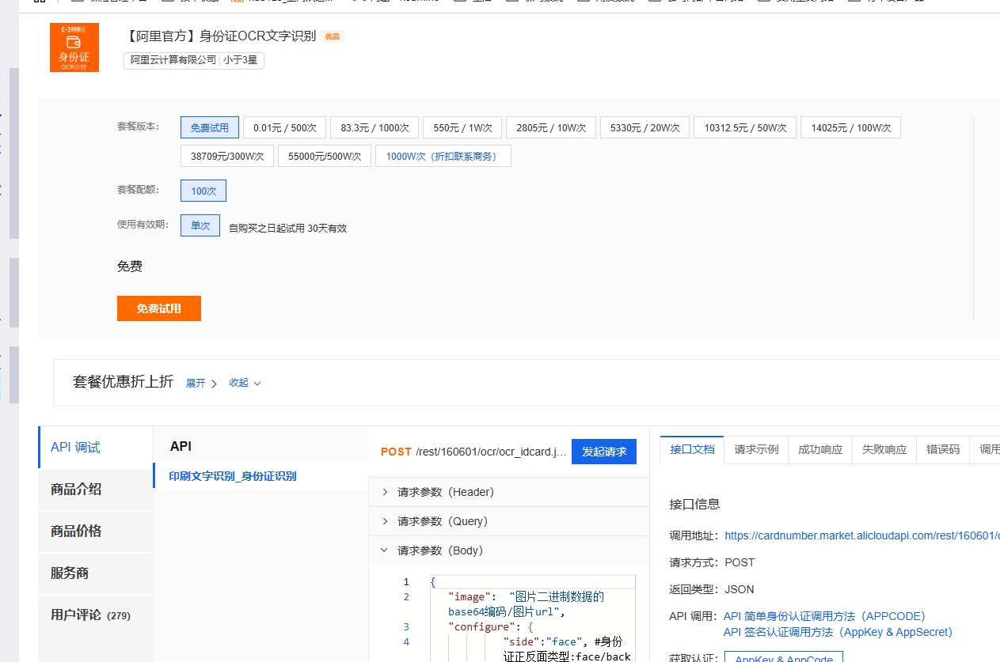 【阿里官方】身份证OCR文字识别 优品
阿里云
身份证
OCR识别
阿里云计算有限公司 | 小于3星
套餐版本: 免费试用 0.01元 / 500次 83.3元 / 1000次 550元 / 1W次 2805元 / 10W次 5330元 / 20W次 10312.5元 / 50W次 14025元 / 100W次
38709元/300W次 55000元/500W次 1000W次（折扣联系商务）
套餐配额: 100次
使用有效期: 单次 自购买之日起试用 30天有效
免费
免费试用
套餐优惠折上折 展开 收起
API 调试
商品介绍
商品价格
服务商
用户评论 (279)
API
印刷文字识别_身份证识别
POST /rest/160601/ocr/ocr_idcard.j... 发起请求
请求参数（Header）
请求参数（Query）
请求参数（Body）
1 {
2 "image": "图片二进制数据的
base64编码/图片url",
3 "configure": {
4 "side":"face", #身份
证正反面类型:face/back
接口文档 请求示例 成功响应 失败响应 错误码 调用
接口信息
调用地址: https://cardnumber.market.alicloudapi.com/rest/160601/
请求方式: POST
返回类型: JSON
API 调用: API 简单身份认证调用方法（APPCODE）
API 签名认证调用方法（AppKey & AppSecret）
获取认证: AppKey & AppCode